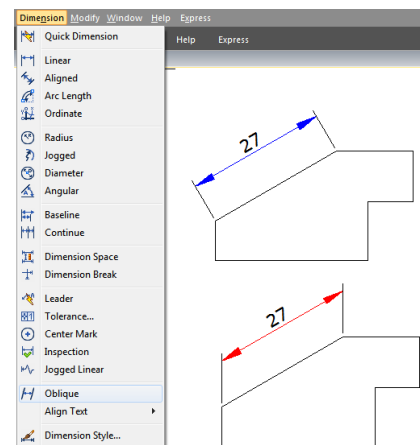 Dimension Modify Window Help Express
Help Express
Quick Dimension
Linear
Aligned
Arc Length
Ordinate
Radius
Jogged
Diameter
Angular
Baseline
Continue
Dimension Space
Dimension Break
Leader
Tolerance...
Center Mark
Inspection
Jogged Linear
Oblique
Align Text
Dimension Style...
27
27